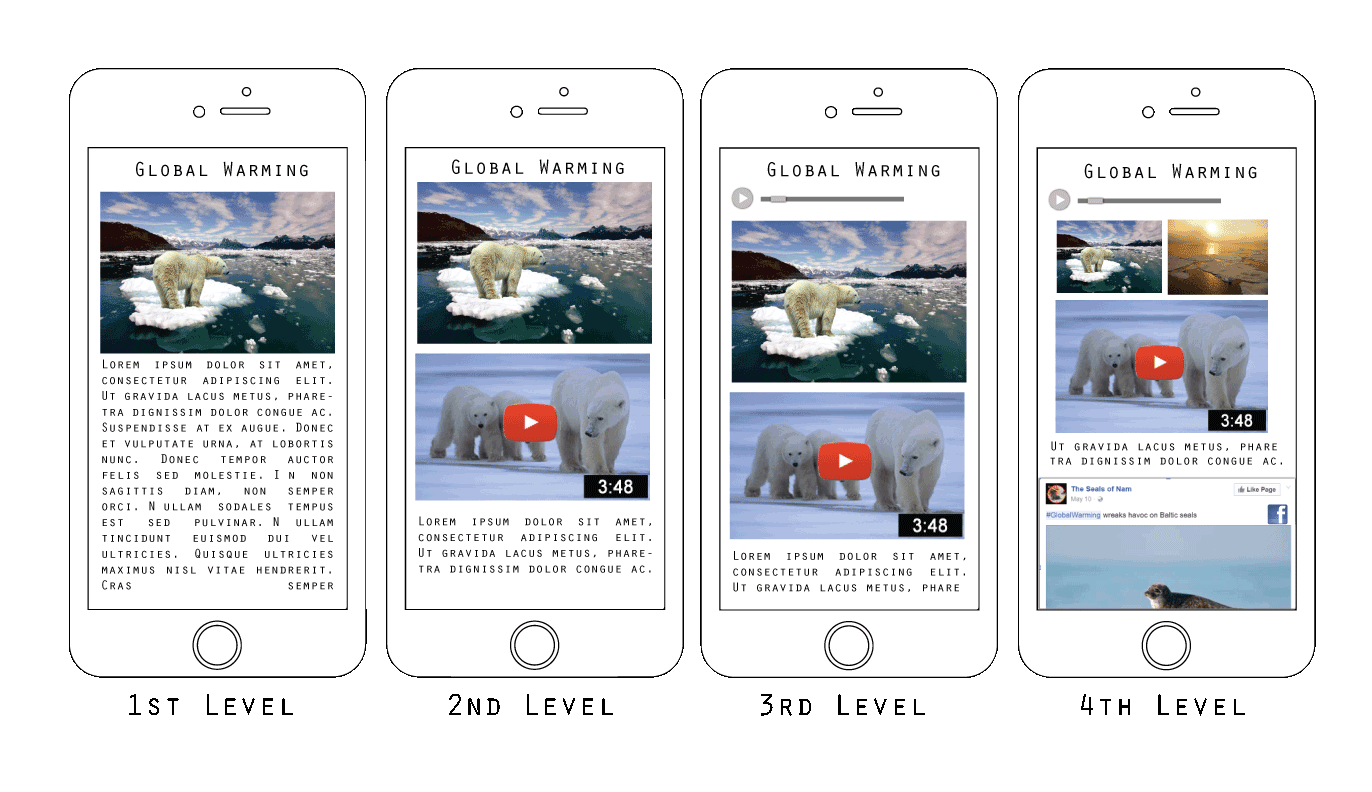 Global Warming
Lorem ipsum dolor sit amet,
consectetur adipiscing elit.
Ut gravida lacus metus, phare-
tra dignissim dolor congue ac.
Suspendisse at ex augue. Donec
et vulputate urna, at lobortis
nunc. Donec tempor auctor
felis sed molestie. In non
sagittis diam, non semper
orci. Nullam sodales tempus
est sed pulvinar. Nullam
tincidunt euismod dui vel
ultricies. Quisque ultricies
maximus nisl vitae hendrerit.
Cras semper
1st Level
Global Warming
3:48
Lorem ipsum dolor sit amet,
consectetur adipiscing elit.
Ut gravida lacus metus, phare-
tra dignissim dolor congue ac.
2nd Level
Global Warming
3:48
Lorem ipsum dolor sit amet,
consectetur adipiscing elit.
Ut gravida lacus metus, phare
3rd Level
Global Warming
3:48
Ut gravida lacus metus, phare
tra dignissim dolor congue ac.
The Seals of Nam
Like Page
May 10
#GlobalWarming wreaks havoc on Baltic seals
f
4th Level